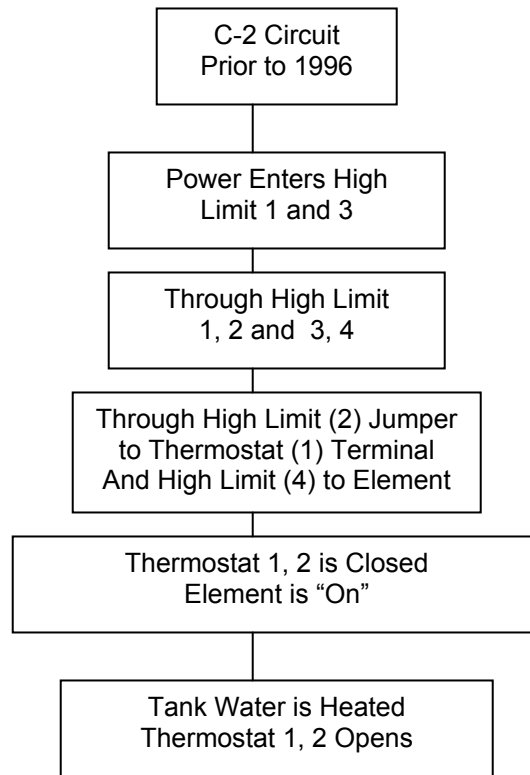 C-2 Circuit
Prior to 1996
Power Enters High
Limit 1 and 3
Through High Limit
1, 2 and 3, 4
Through High Limit (2) Jumper
to Thermostat (1) Terminal
And High Limit (4) to Element
Thermostat 1, 2 is Closed
Element is “On”
Tank Water is Heated
Thermostat 1, 2 Opens